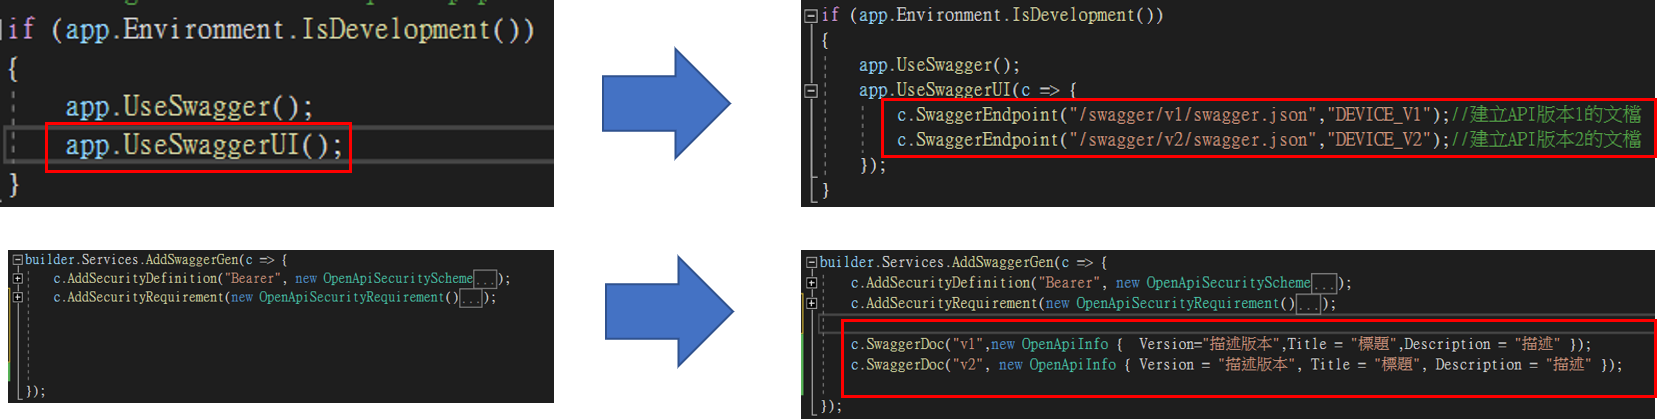 if (app.Environment.IsDevelopment())
{
app.UseSwagger();
app.UseSwaggerUI();
}
if (app.Environment.IsDevelopment())
{
app.UseSwagger();
app.UseSwaggerUI(c => {
c.SwaggerEndpoint("/swagger/v1/swagger.json","DEVICE_V1");//建立API版本1的文檔
c.SwaggerEndpoint("/swagger/v2/swagger.json","DEVICE_V2");//建立API版本2的文檔
});
}
builder.Services.AddSwaggerGen(c => {
c.AddSecurityDefinition("Bearer", new OpenApiSecurityScheme...);
c.AddSecurityRequirement(new OpenApiSecurityRequirement()...);
});
builder.Services.AddSwaggerGen(c => {
c.AddSecurityDefinition("Bearer", new OpenApiSecurityScheme...);
c.AddSecurityRequirement(new OpenApiSecurityRequirement()...);
c.SwaggerDoc("v1",new OpenApiInfo {  Version="描述版本",Title = "標題",Description = "描述" });
c.SwaggerDoc("v2", new OpenApiInfo { Version = "描述版本", Title = "標題", Description = "描述" });
});